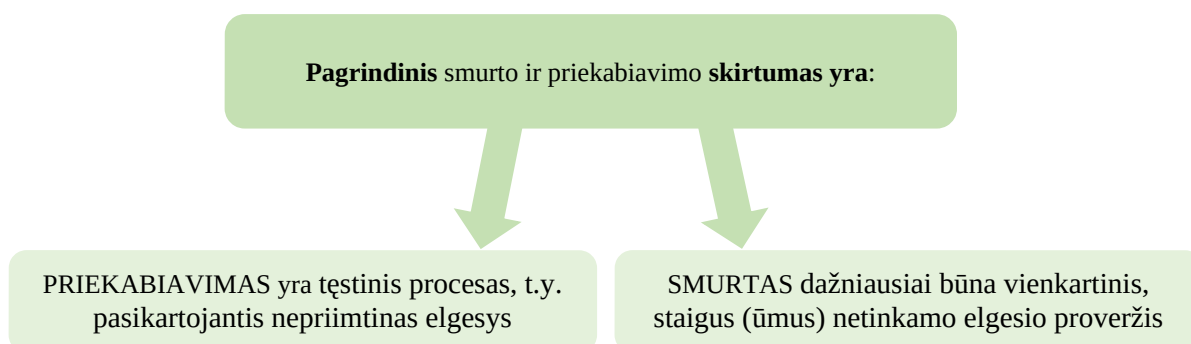 Pagrindinis smurto ir priekabiavimo skirtumas yra:
PRIEKABIAVIMAS yra tęstinis procesas, t.y.
pasikartojantis nepriimtinas elgesys
SMURTAS dažniausiai būna vienkartinis,
staigus (ūmus) netinkamo elgesio proveržis